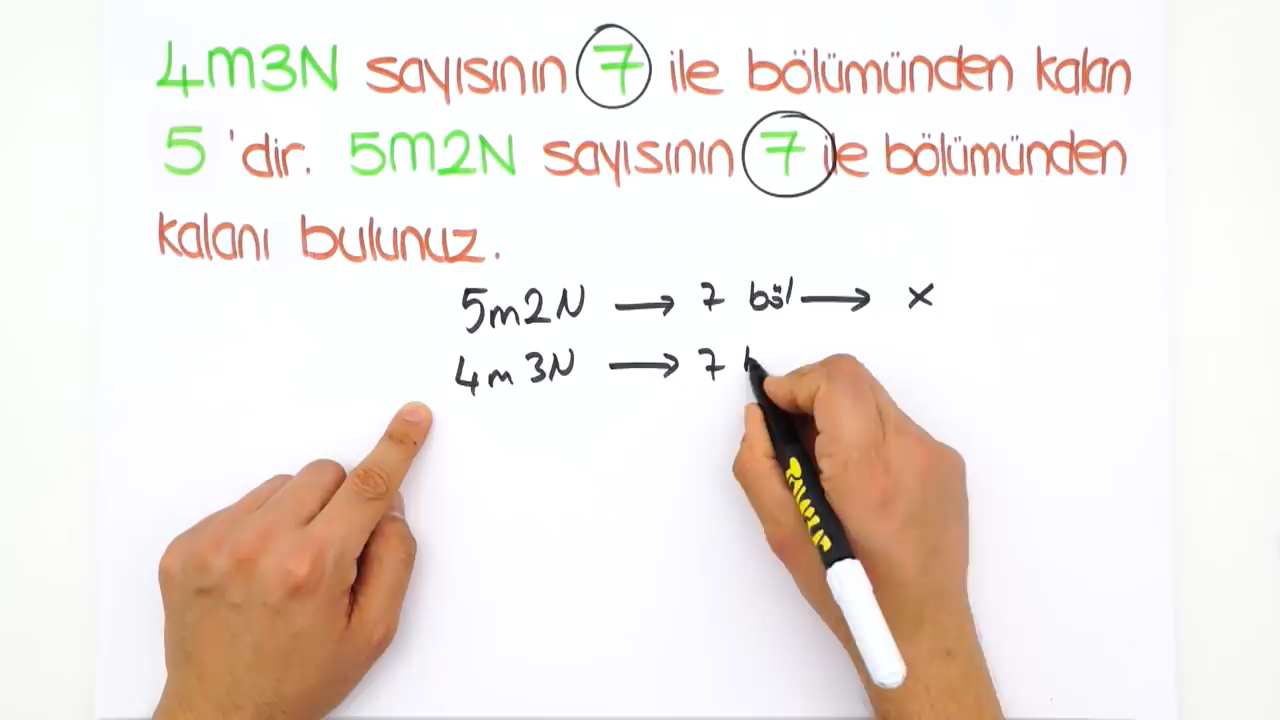 4m3N sayısının 7 ile bölümünden kalan
5 'dir. 5m2N sayısının 7 ile bölümünden
kalanı bulunuz.
5m2N → 7 böl → x
4m3N → 7